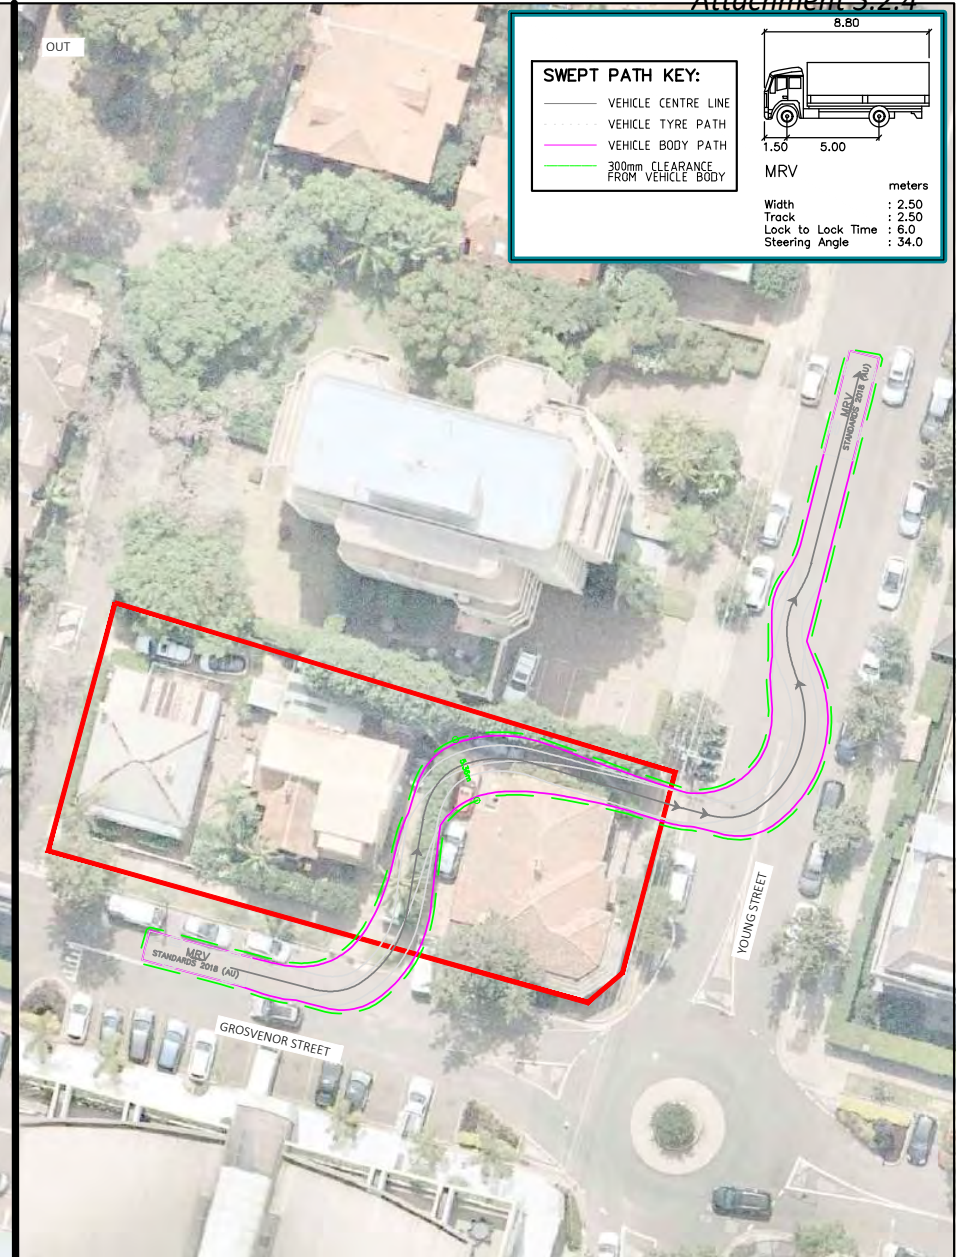 Attachment 3.2.4
OUT
8.80
SWEPT PATH KEY:
VEHICLE CENTRE LINE
VEHICLE TYRE PATH
VEHICLE BODY PATH
300mm CLEARANCE
FROM VEHICLE BODY
1.50 5.00
MRV
meters
Width : 2.50
Track : 2.50
Lock to Lock Time : 6.0
Steering Angle : 34.0
MRV
STANDARDS 2018 (AU)
MRV
STANDARDS 2018 (AU)
YOUNG STREET
GROSVENOR STREET